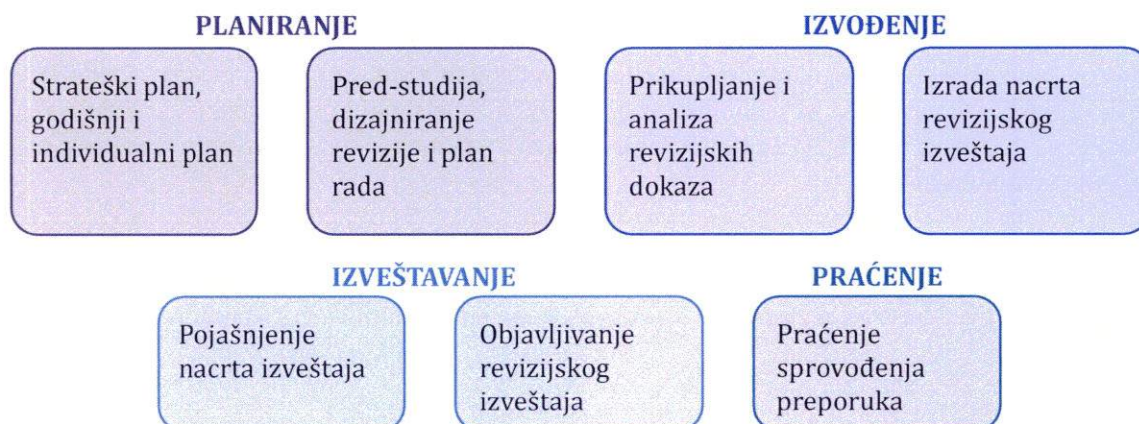 PLANIRANJE
Strateški plan,
godišnji i
individualni plan
Pred-studija,
dizajniranje
revizije i plan
rada
IZVOĐENJE
Prikupljanje i
analiza
revizijskih
dokaza
Izrada nacrta
revizijskog
izveštaja
IZVEŠTAVANJE
Pojašnjenje
nacrta izveštaja
Objavljivanje
revizijskog
izveštaja
PRAĆENJE
Praćenje
sprovođenja
preporuka